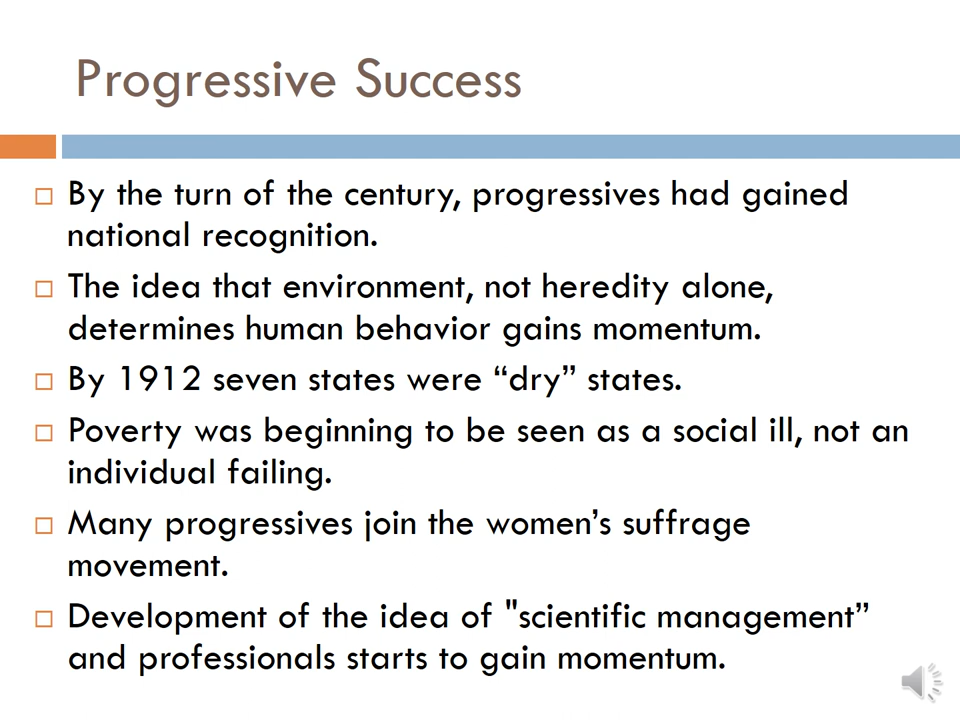 Progressive Success
By the turn of the century, progressives had gained
national recognition.
The idea that environment, not heredity alone,
determines human behavior gains momentum.
By 1912 seven states were “dry” states.
Poverty was beginning to be seen as a social ill, not an
individual failing.
Many progressives join the women’s suffrage
movement.
Development of the idea of "scientific management”
and professionals starts to gain momentum.